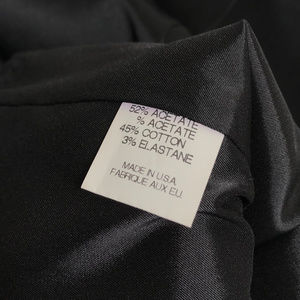 52% ACETATE
% ACETATE
45% COTTON
3% ELASTANE
MADE IN U.S.A
FABRIQUE AUX E.U.